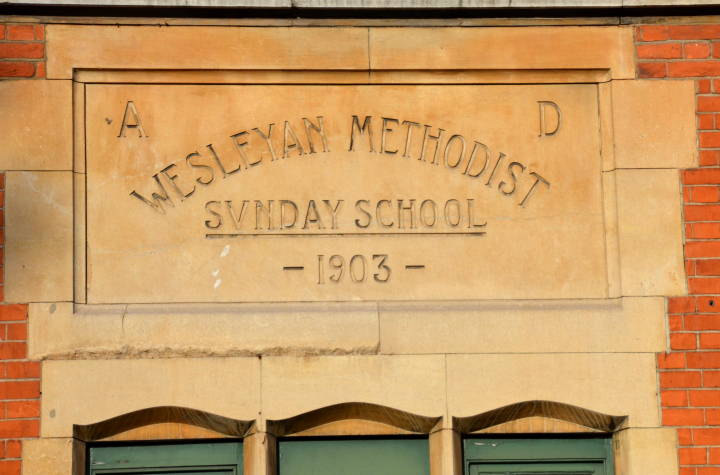 A D
WESLEYAN METHODIST
SVNDAY SCHOOL
- 1903 -